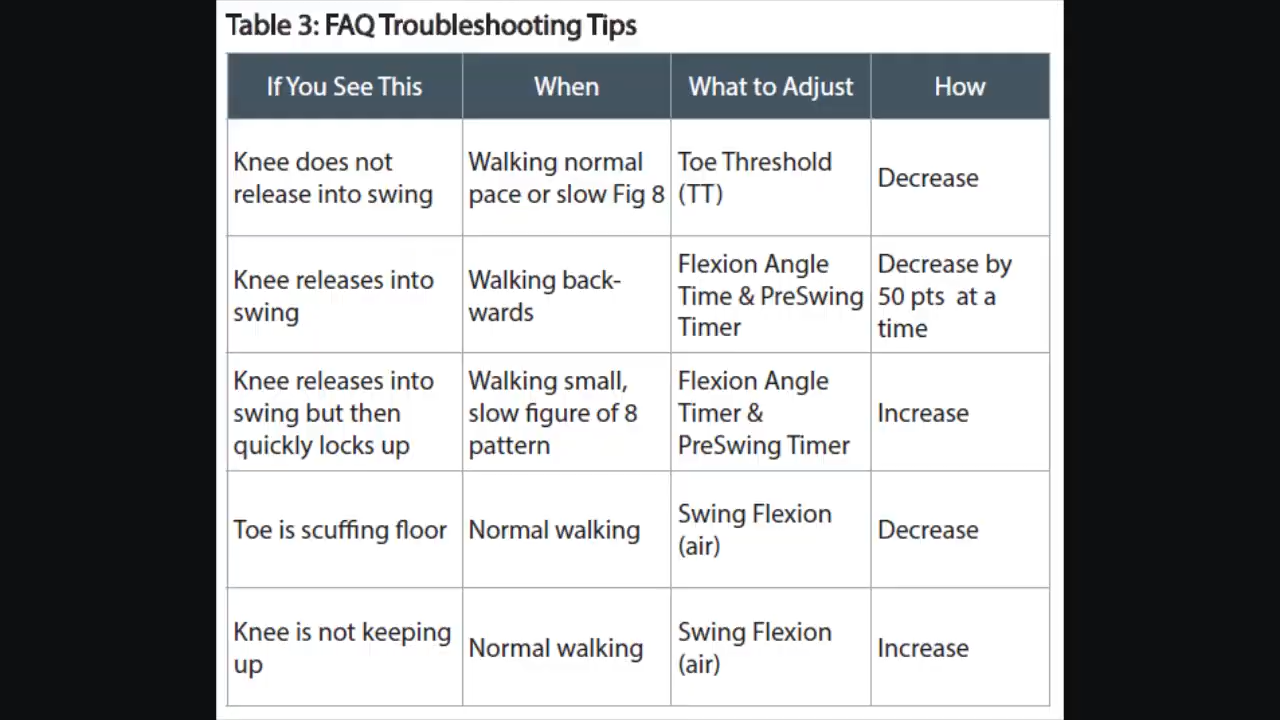 Table 3: FAQ Troubleshooting Tips
If You See This When What to Adjust How
Knee does not
release into swing
Walking normal
pace or slow Fig 8
Toe Threshold
(TT)
Decrease
Knee releases into
swing
Walking back-
wards
Flexion Angle
Time & PreSwing
Timer
Decrease by
50 pts at a
time
Knee releases into
swing but then
quickly locks up
Walking small,
slow figure of 8
pattern
Flexion Angle
Timer &
PreSwing Timer
Increase
Toe is scuffing floor
Normal walking
Swing Flexion
(air)
Decrease
Knee is not keeping
up
Normal walking
Swing Flexion
(air)
Increase